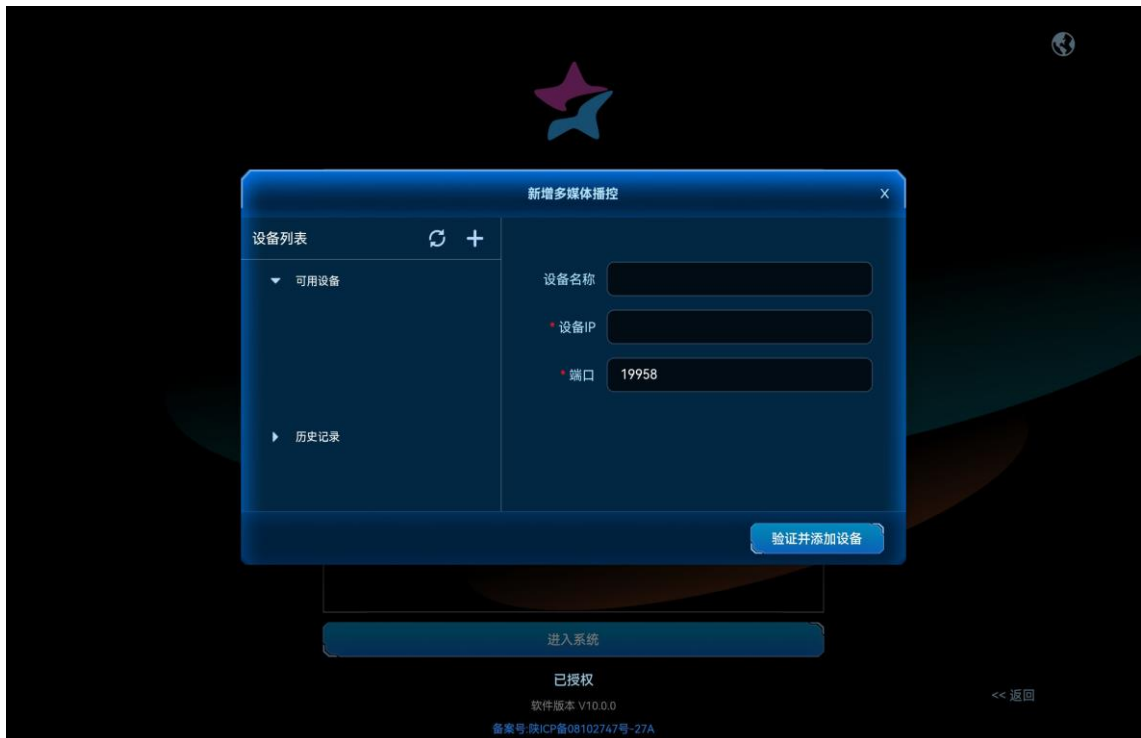 新增多媒体播控
X
设备列表
可用设备
历史记录
设备名称
* 设备IP
* 端口 19958
验证并添加设备
进入系统
已授权
软件版本 V10.0.0
<< 返回
备案号:陕ICP备08102747号-27A